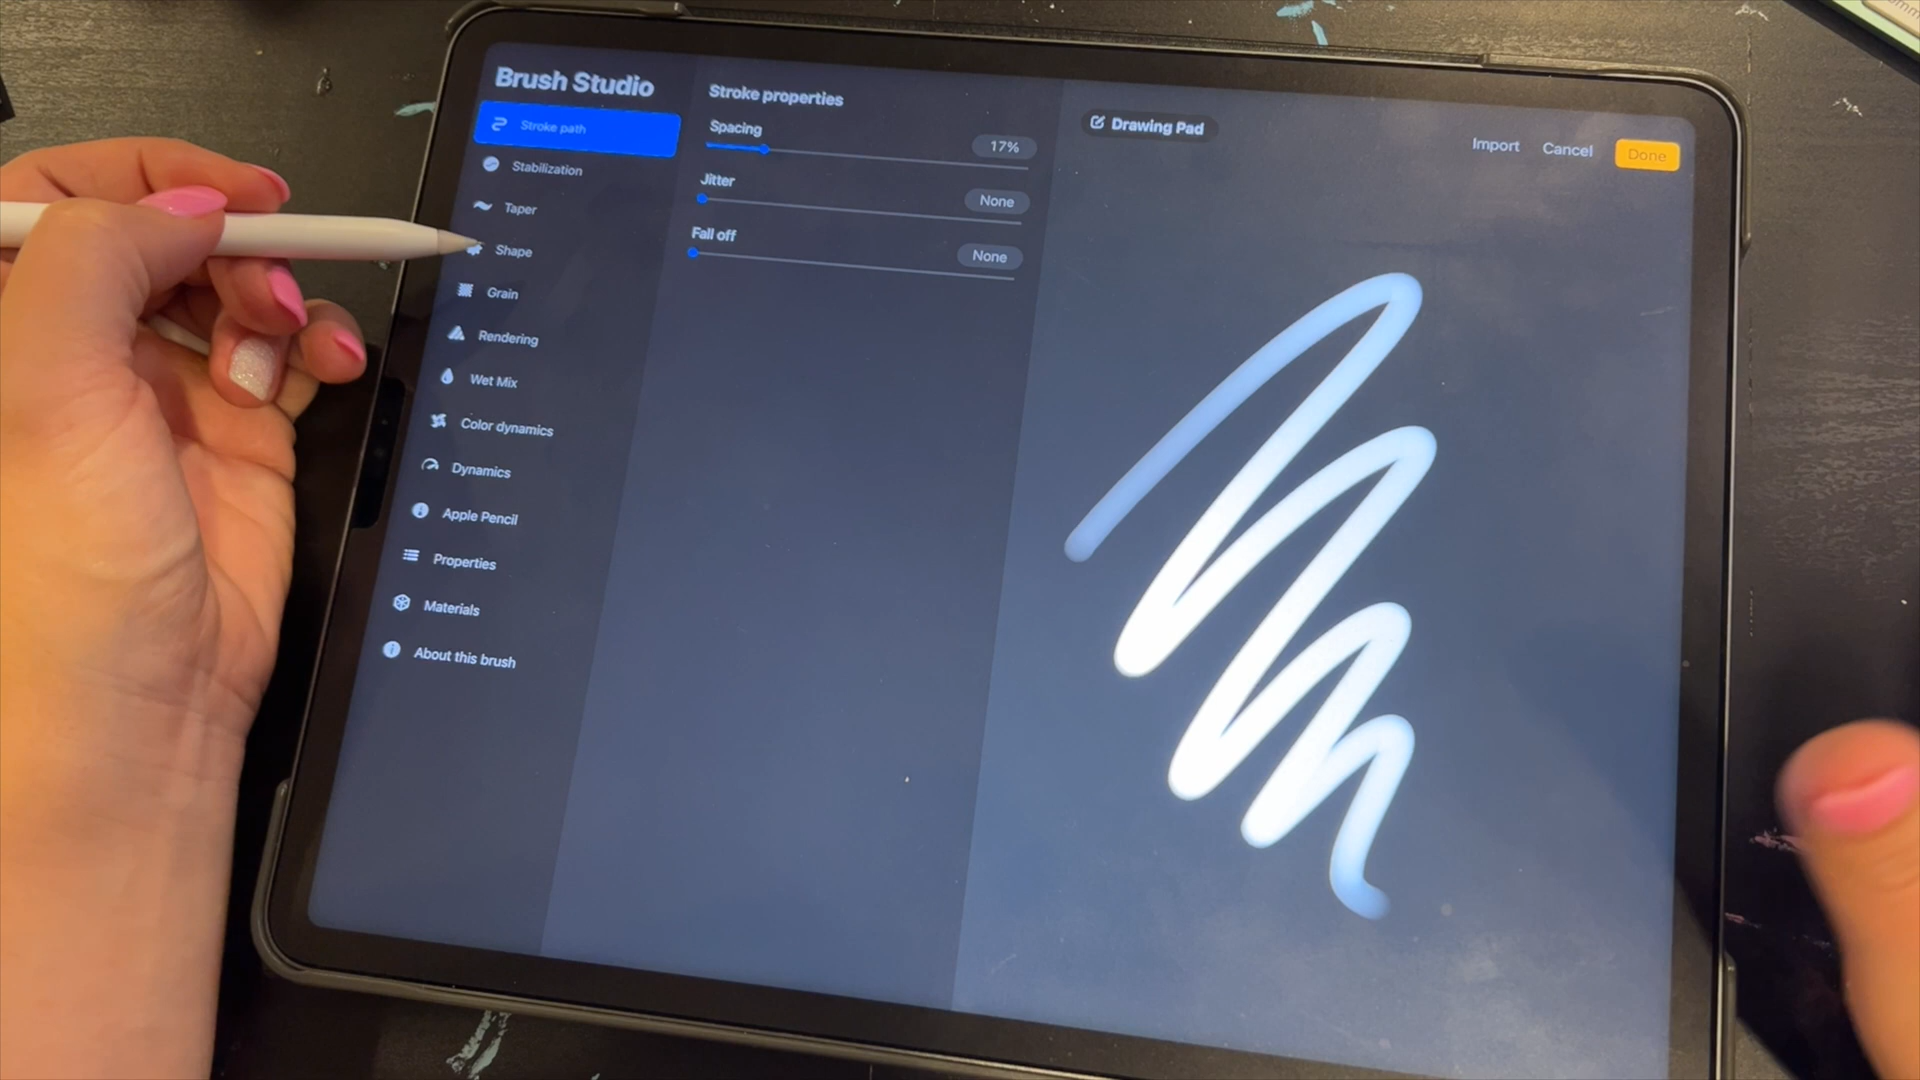 Brush Studio
Stroke path
Stabilization
Taper
Shape
Grain
Rendering
Wet Mix
Color dynamics
Dynamics
Apple Pencil
Properties
Materials
About this brush
Stroke properties
Spacing
17%
Jitter
None
Fall off
None
Drawing Pad
Import
Cancel
Done